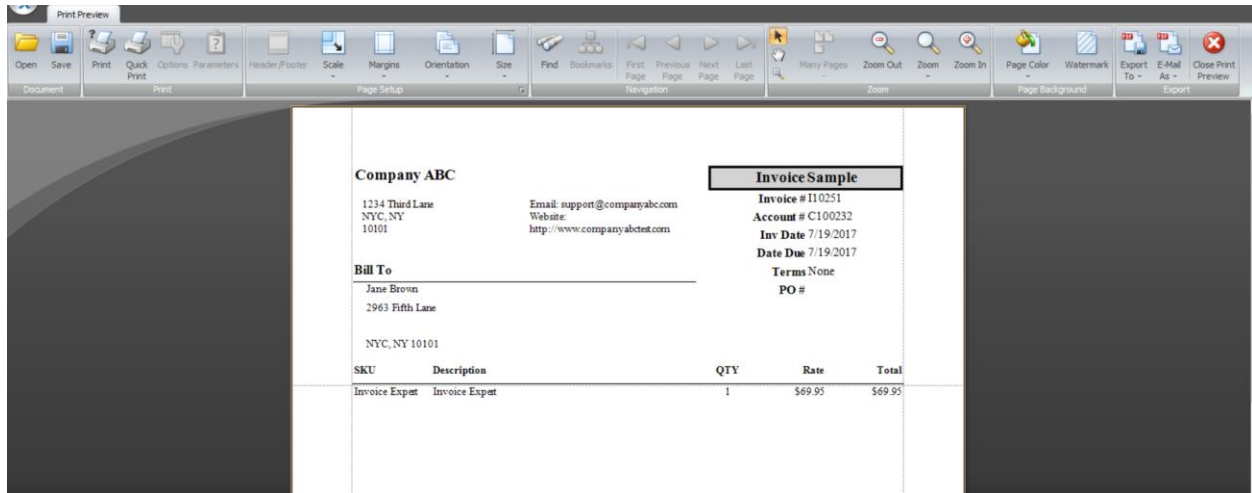 Print Preview
Open Save Print Quick Print Options Parameters Header/Footer Scale Margins Orientation Size Find Bookmarks First Page Previous Page Next Page Last Page Many Pages Zoom Out Zoom Zoom In Page Color Watermark Export To E-Mail As Close Print Preview
Document Print Page Setup Navigation Zoom Page Background Export
Company ABC
Invoice Sample
1234 Third Lane
NYC, NY
10101
Email: support@companyabc.com
Website:
http://www.companyabctest.com
Invoice # I10251
Account # C100232
Inv Date 7/19/2017
Date Due 7/19/2017
Terms None
PO #
Bill To
Jane Brown
2963 Fifth Lane
NYC, NY 10101
SKU Description QTY Rate Total
Invoice Expert Invoice Expert 1 $69.95 $69.95